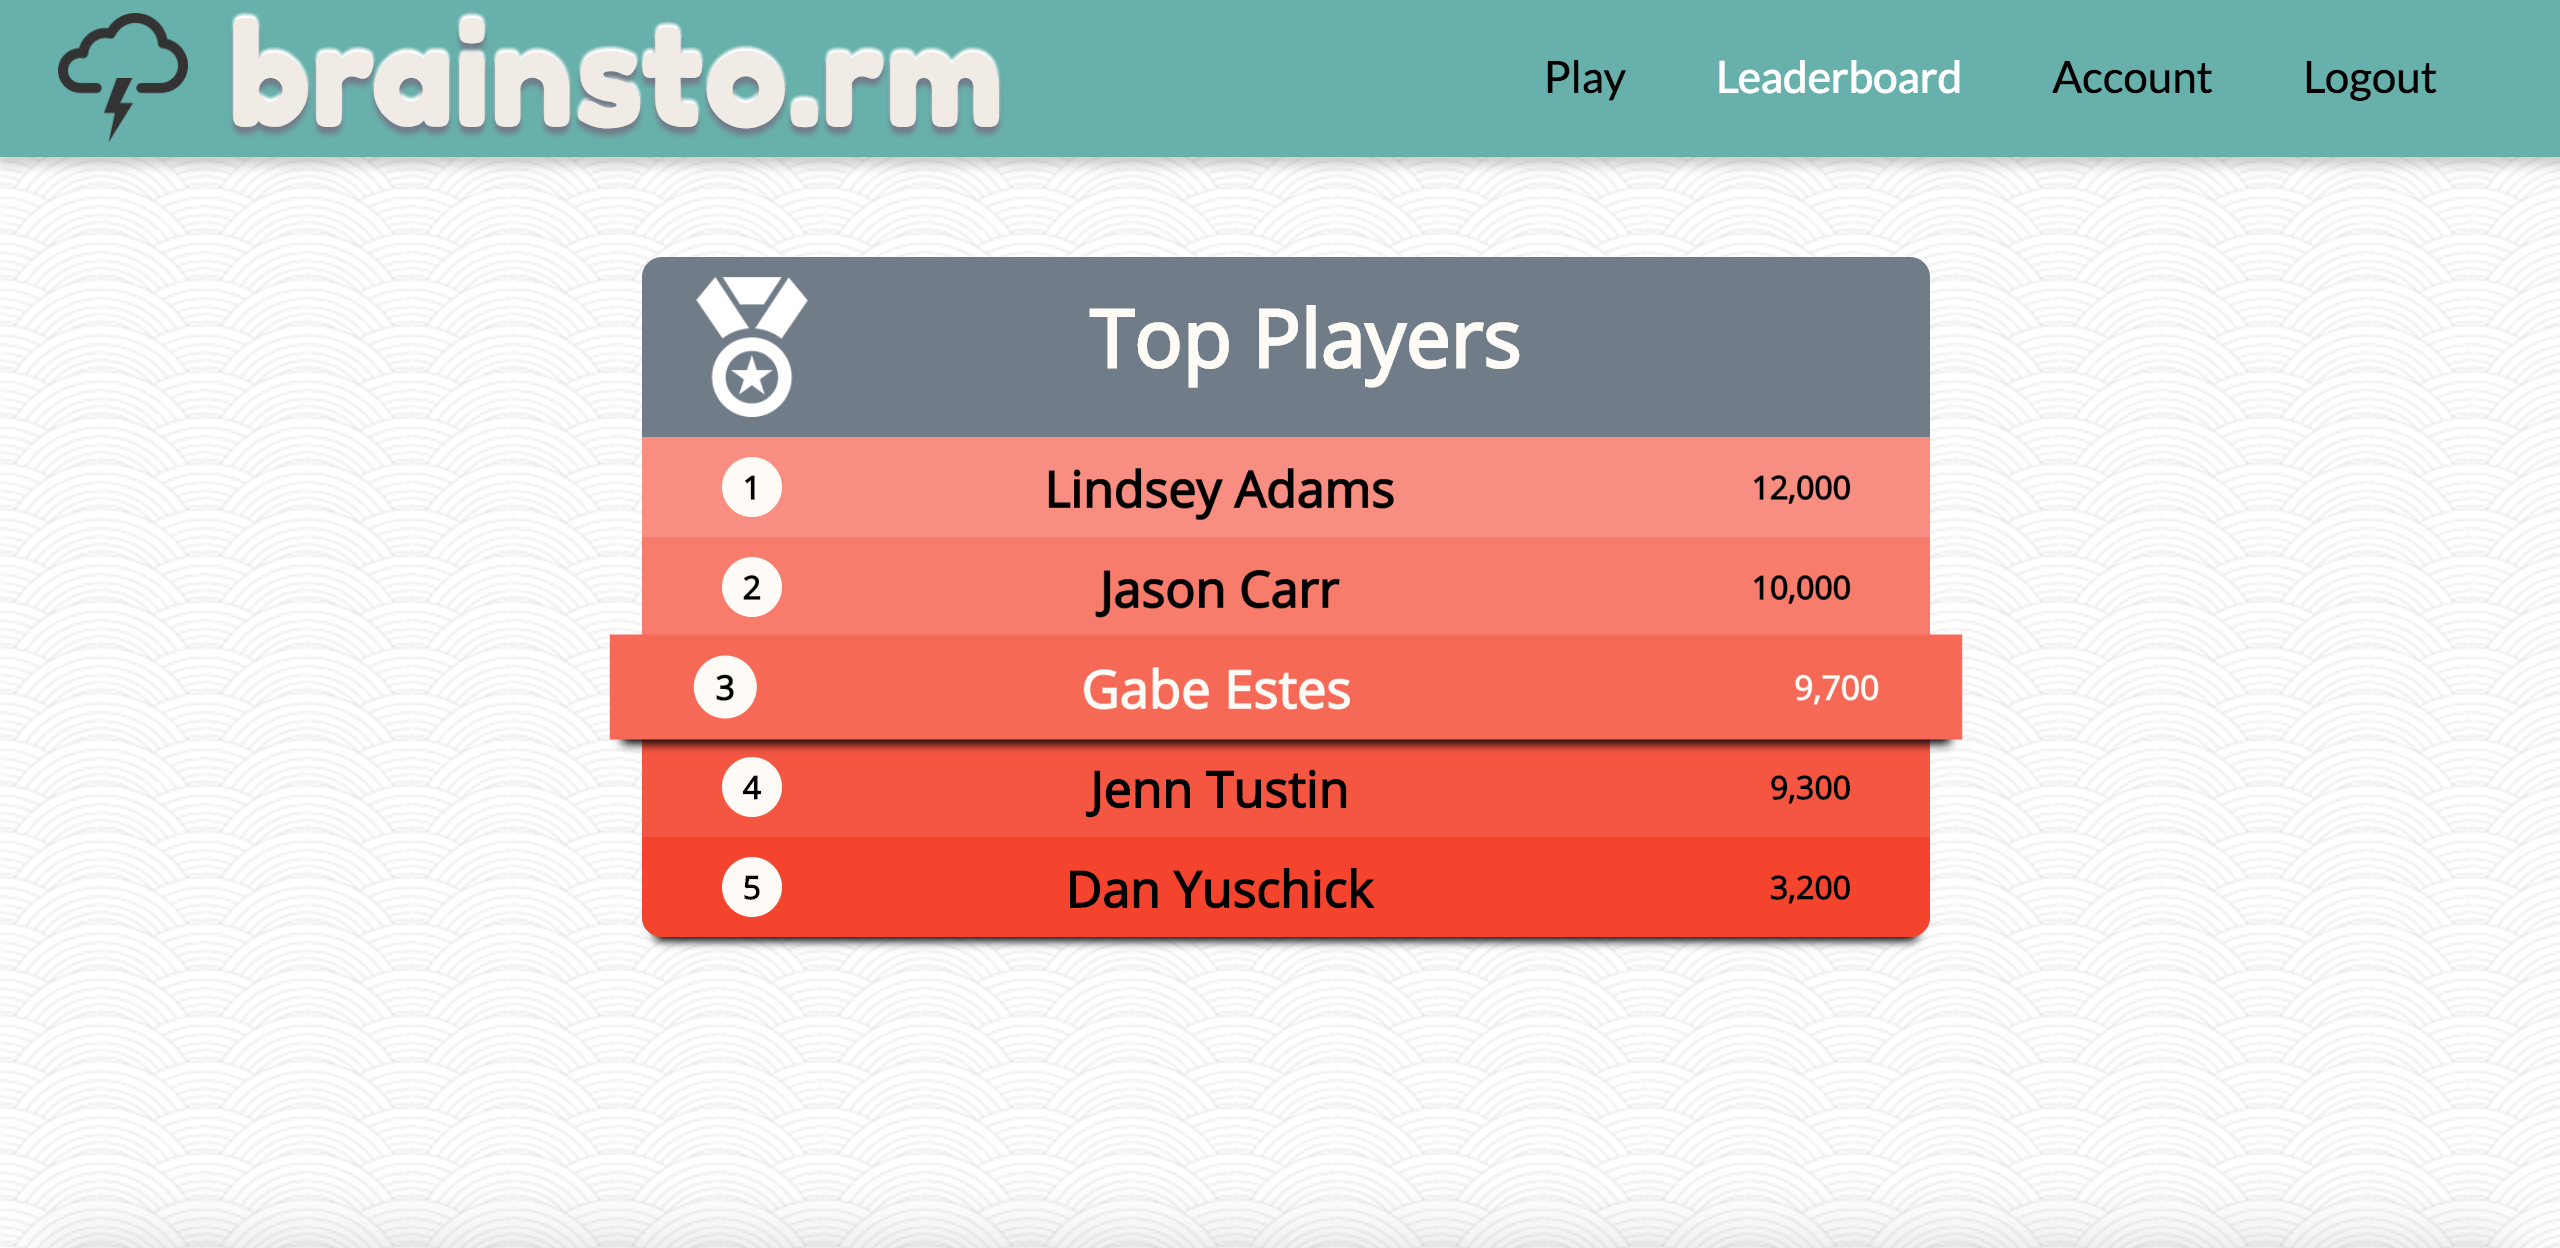 brainsto.rm
Play Leaderboard Account Logout
Top Players
1 Lindsey Adams 12,000
2 Jason Carr 10,000
3 Gabe Estes 9,700
4 Jenn Tustin 9,300
5 Dan Yuschick 3,200